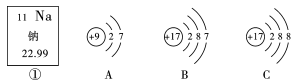 11 Na
钠
22.99
+9 2 7
+17 2 8 7
+17 2 8 8
① A B C